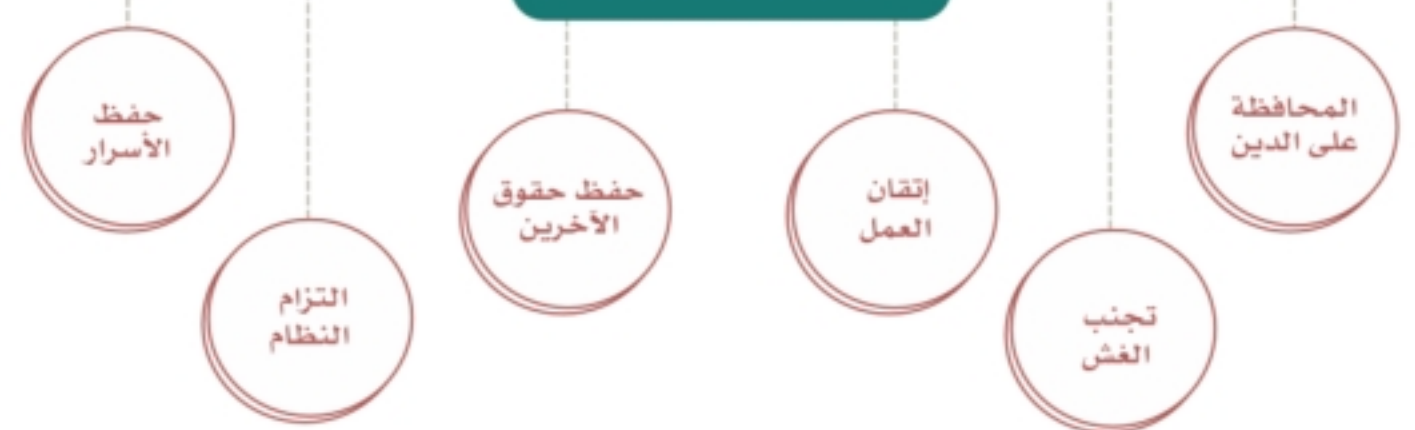 المحافظة
على الدين
تجنب
الغش
إتقان
العمل
حفظ حقوق
الآخرين
التزام
النظام
حفظ
الأسرار